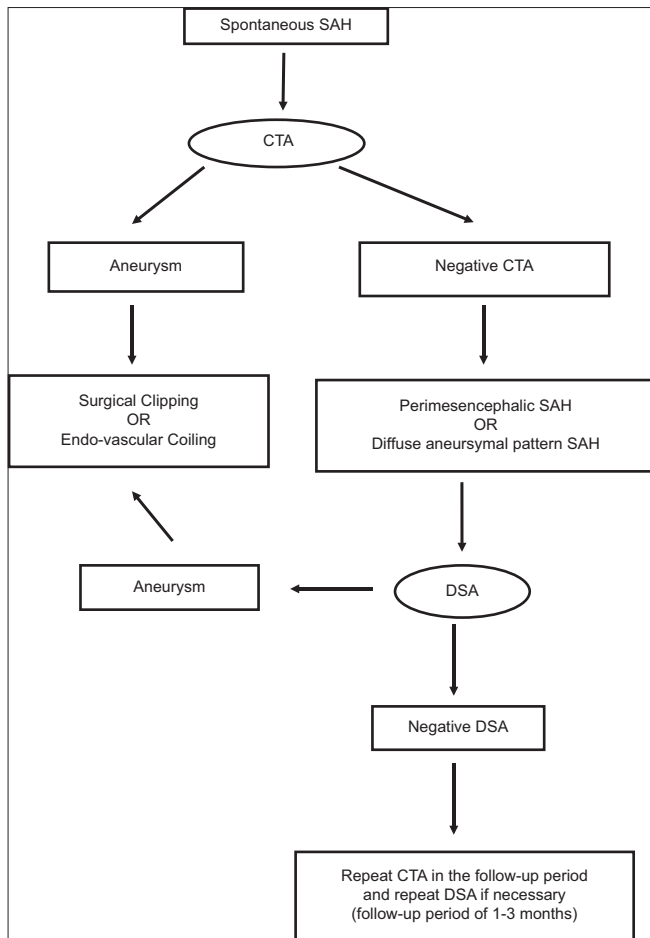 Spontaneous SAH
CTA
Aneurysm
Negative CTA
Surgical Clipping
OR
Endo-vascular Coiling
Perimesencephalic SAH
OR
Diffuse aneursymal pattern SAH
Aneurysm
DSA
Negative DSA
Repeat CTA in the follow-up period
and repeat DSA if necessary
(follow-up period of 1-3 months)